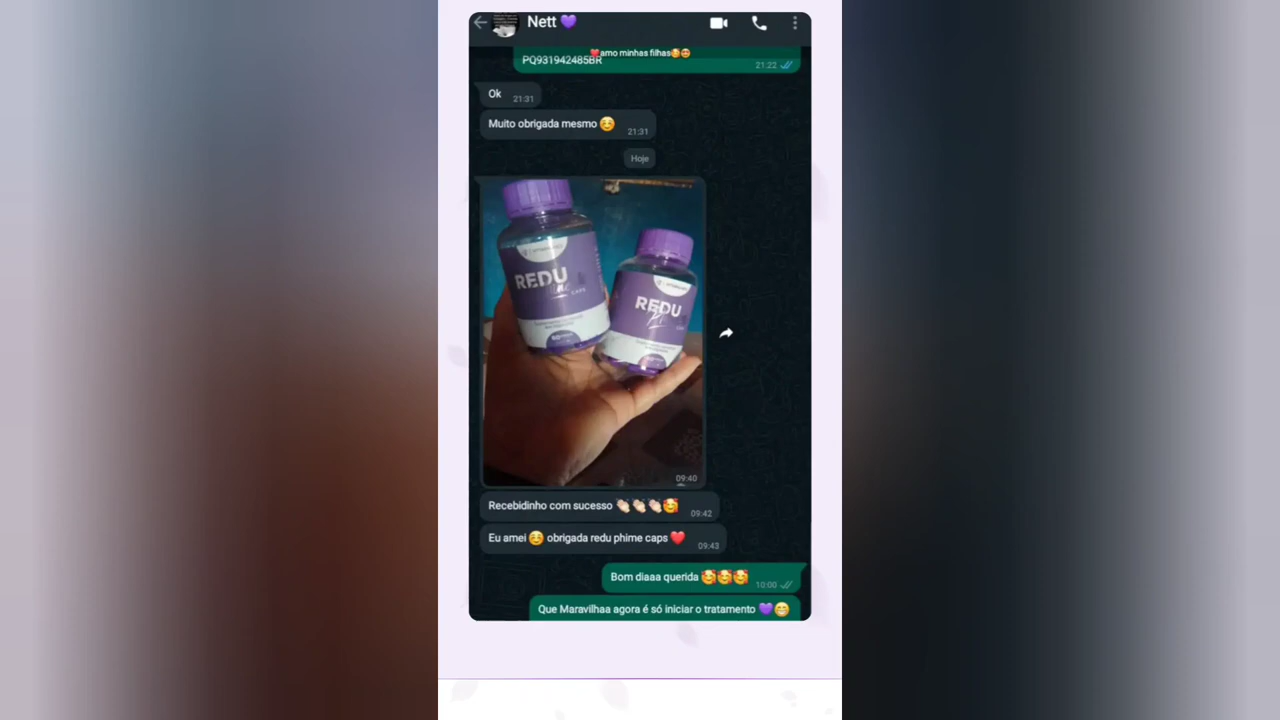 Nett 💜
❤️amo minhas filhas🥰😎
PQ931942485BR
21:22
Ok
21:31
Muito obrigada mesmo ☺️
21:31
Hoje
REDU
CAPS
REDU
09:40
Recebidinho com sucesso 👏🏻👏🏻👏🏻🥰
09:42
Eu amei ☺️ obrigada redu phime caps ❤️
09:43
Bom diaaa querida 🥰🥰🥰
10:00
Que Maravilhaa agora é só iniciar o tratamento 💜😁